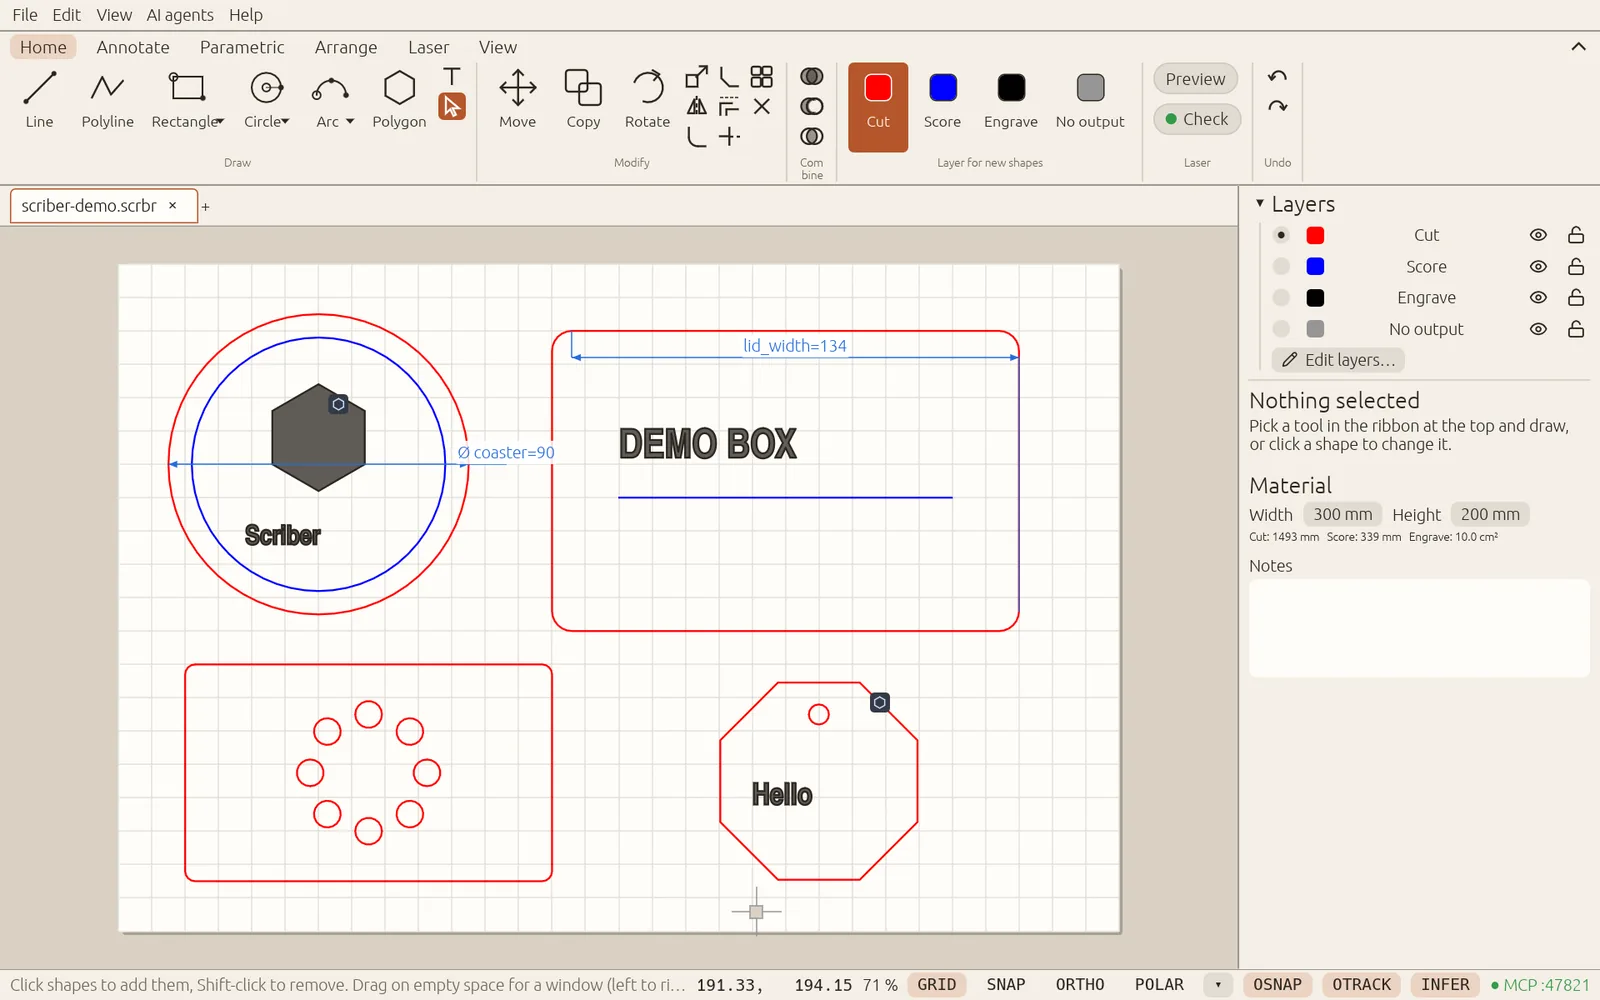 File Edit View AI agents Help
Home Annotate Parametric Arrange Laser View
Line Polyline Rectangle Circle Arc Polygon T
Move Copy Rotate
Cut Score Engrave No output
Preview
Check
Draw Modify Com
bine Layer for new shapes Laser Undo
scriber-demo.scrbr × +
Layers
Cut
Score
Engrave
No output
Edit layers…
Nothing selected
Pick a tool in the ribbon at the top and draw,
or click a shape to change it.
Material
Width 300 mm Height 200 mm
Cut: 1493 mm Score: 339 mm Engrave: 10.0 cm²
Notes
lid_width=134
DEMO BOX
Ø coaster=90
Scriber
Hello
Click shapes to add them, Shift-click to remove. Drag on empty space for a window (left to ri… 191.33, 194.15 71 % GRID SNAP ORTHO POLAR OSNAP OTRACK INFER MCP :47821